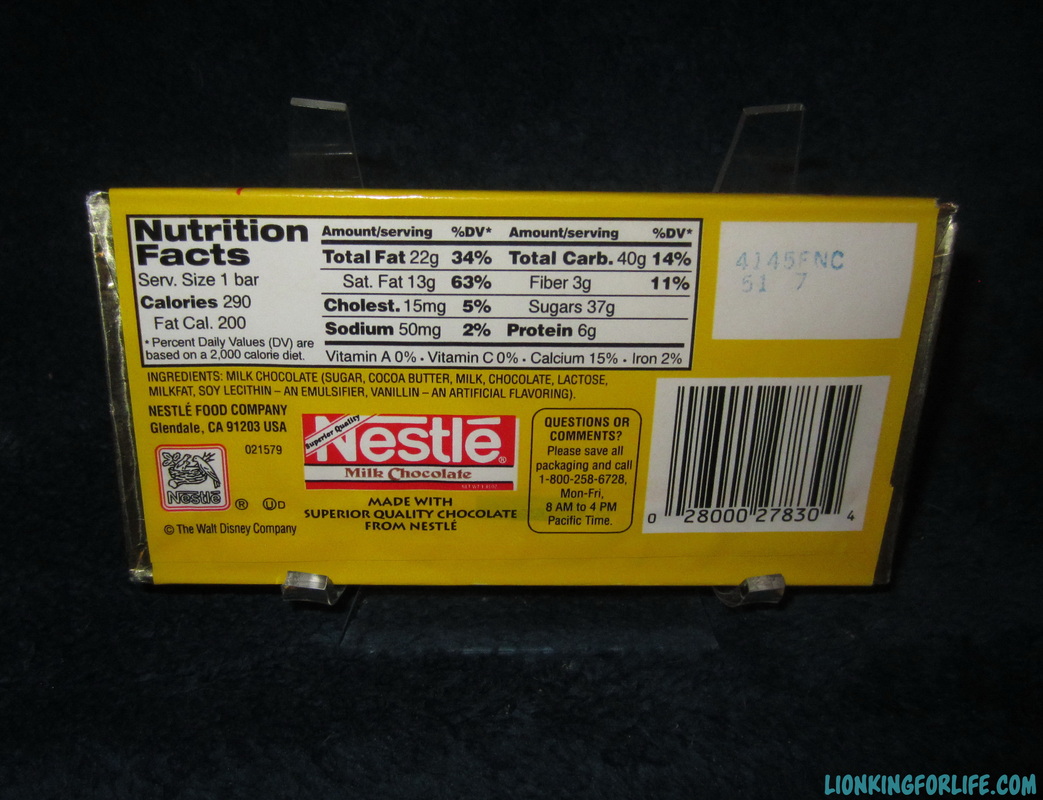 Nutrition
Facts
Serv. Size 1 bar
Calories 290
Fat Cal. 200
* Percent Daily Values (DV) are
based on a 2,000 calorie diet.
Amount/serving %DV* Amount/serving %DV*
Total Fat 22g 34% Total Carb. 40g 14%
Sat. Fat 13g 63% Fiber 3g 11%
Cholest. 15mg 5% Sugars 37g
Sodium 50mg 2% Protein 6g
Vitamin A 0% · Vitamin C 0% · Calcium 15% · Iron 2%
4145FNC
51 7
INGREDIENTS: MILK CHOCOLATE (SUGAR, COCOA BUTTER, MILK, CHOCOLATE, LACTOSE,
MILKFAT, SOY LECITHIN – AN EMULSIFIER, VANILLIN – AN ARTIFICIAL FLAVORING).
NESTLÉ FOOD COMPANY
Glendale, CA 91203 USA
021579
Nestlé ® U D
© The Walt Disney Company
Superior Quality
Nestlé®
Milk Chocolate
MADE WITH
SUPERIOR QUALITY CHOCOLATE
FROM NESTLÉ
QUESTIONS OR
COMMENTS?
Please save all
packaging and call
1-800-258-6728,
Mon-Fri,
8 AM to 4 PM
Pacific Time.
0 28000 27830 4
LIONKINGFORLIFE.COM